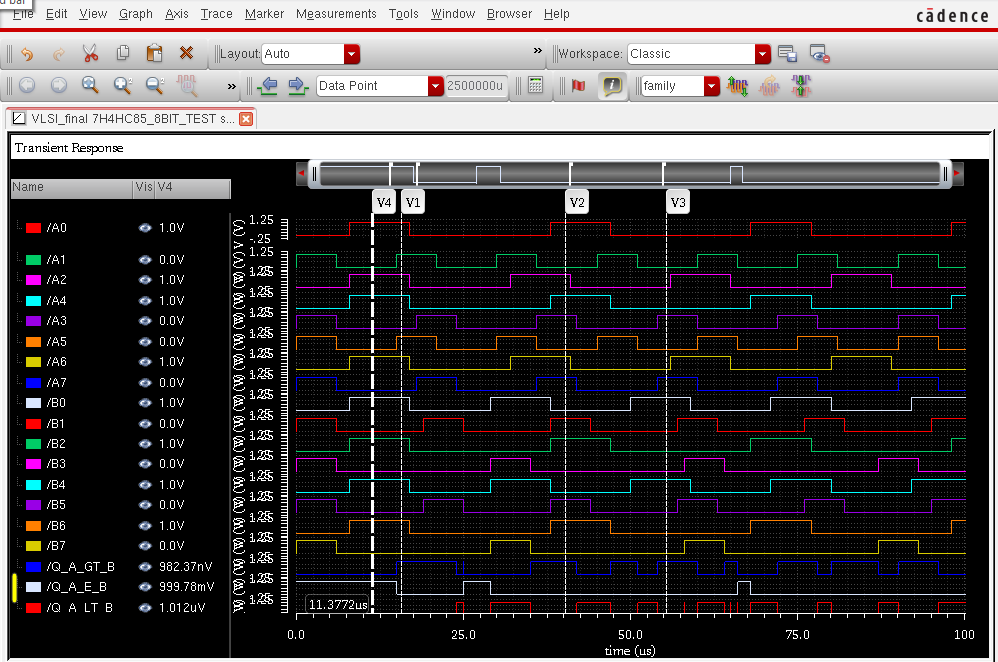 File Edit View Graph Axis Trace Marker Measurements Tools Window Browser Help
cādence
Layout: Auto » Workspace: Classic
» Data Point 2500000u family
VLSI_final 7H4HC85_8BIT_TEST s...
Transient Response
Name Vis V4
V4 V1 V2 V3
/A0 1.0V
/A1 0.0V
/A2 1.0V
/A4 1.0V
/A3 0.0V
/A5 0.0V
/A6 1.0V
/A7 0.0V
/B0 1.0V
/B1 0.0V
/B2 1.0V
/B3 0.0V
/B4 1.0V
/B5 0.0V
/B6 1.0V
/B7 0.0V
/Q_A_GT_B 982.37nV
/Q_A_E_B 999.78mV
/Q_A_LT_B 1.012uV
1.25
-.25
V (V)
1.25
11.3772us
0.0 25.0 50.0 75.0 100
time (us)